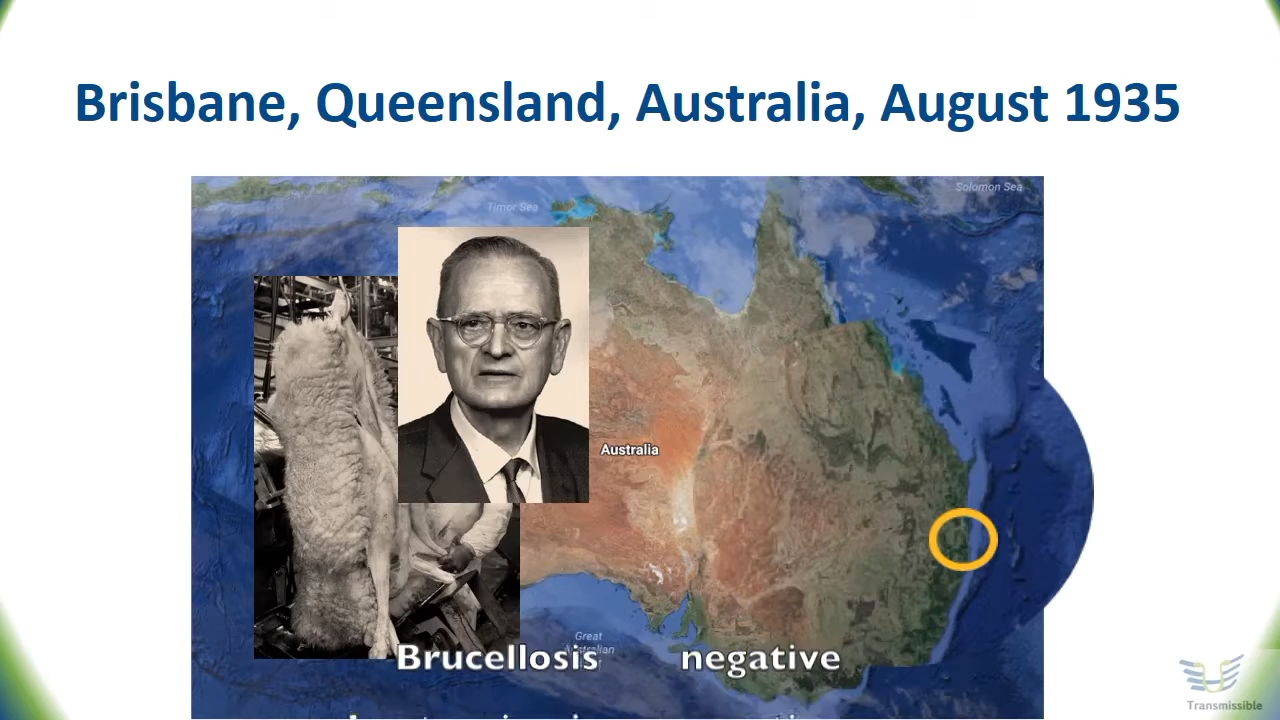 Brisbane, Queensland, Australia, August 1935
Solomon Sea
Timor Sea
Australia
Great
Australian
Brucellosis negative
Transmissible